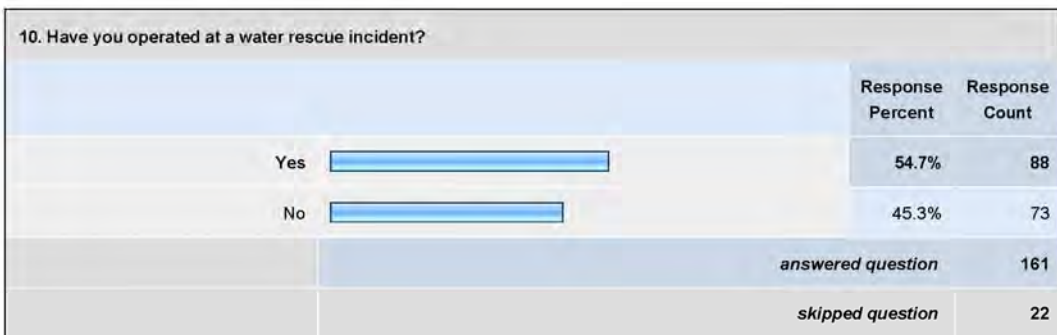 10. Have you operated at a water rescue incident?
Response Percent Response Count
Yes 54.7% 88
No 45.3% 73
answered question 161
skipped question 22